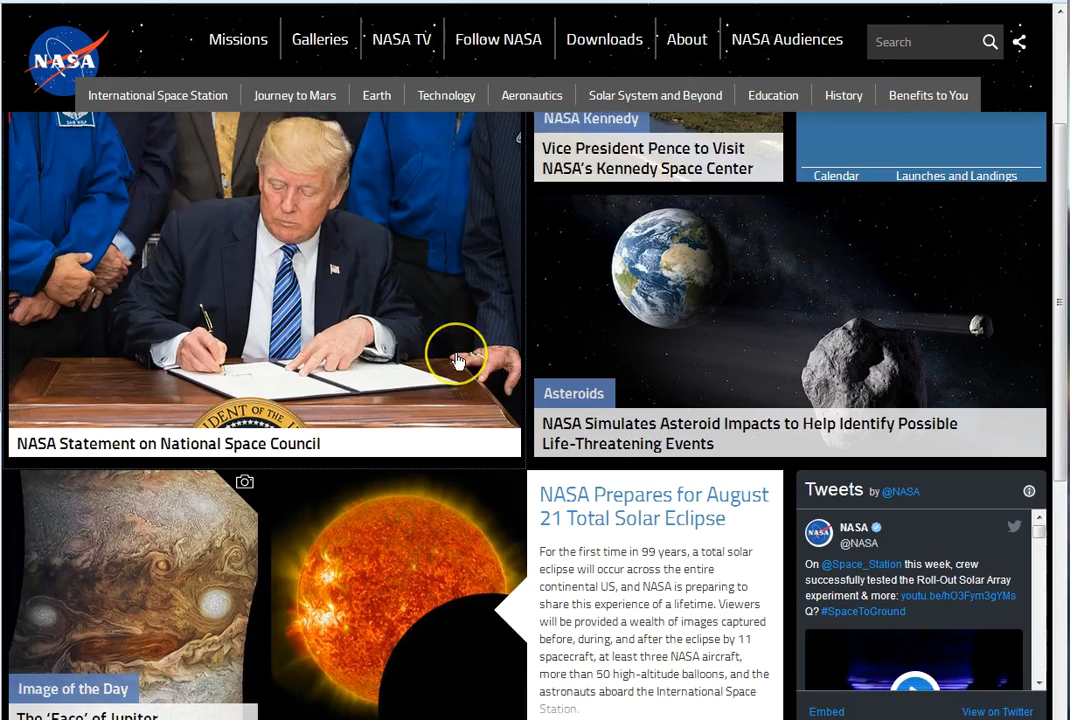 NASA
Missions
Galleries
NASA TV
Follow NASA
Downloads
About
NASA Audiences
Search
International Space Station
Journey to Mars
Earth
Technology
Aeronautics
Solar System and Beyond
Education
History
Benefits to You
NASA Kennedy
Vice President Pence to Visit
NASA's Kennedy Space Center
Calendar
Launches and Landings
IDENT OF THE
NASA Statement on National Space Council
Asteroids
NASA Simulates Asteroid Impacts to Help Identify Possible
Life-Threatening Events
Image of the Day
The 'Face' of Jupiter
NASA Prepares for August
21 Total Solar Eclipse
For the first time in 99 years, a total solar
eclipse will occur across the entire
continental US, and NASA is preparing to
share this experience of a lifetime. Viewers
will be provided a wealth of images captured
before, during, and after the eclipse by 11
spacecraft, at least three NASA aircraft,
more than 50 high-altitude balloons, and the
astronauts aboard the International Space
Station.
Tweets by @NASA
NASA
NASA
@NASA
On @Space_Station this week, crew
successfully tested the Roll-Out Solar Array
experiment & more: youtu.be/hO3Fym3gYMs
Q? #SpaceToGround
Embed
View on Twitter